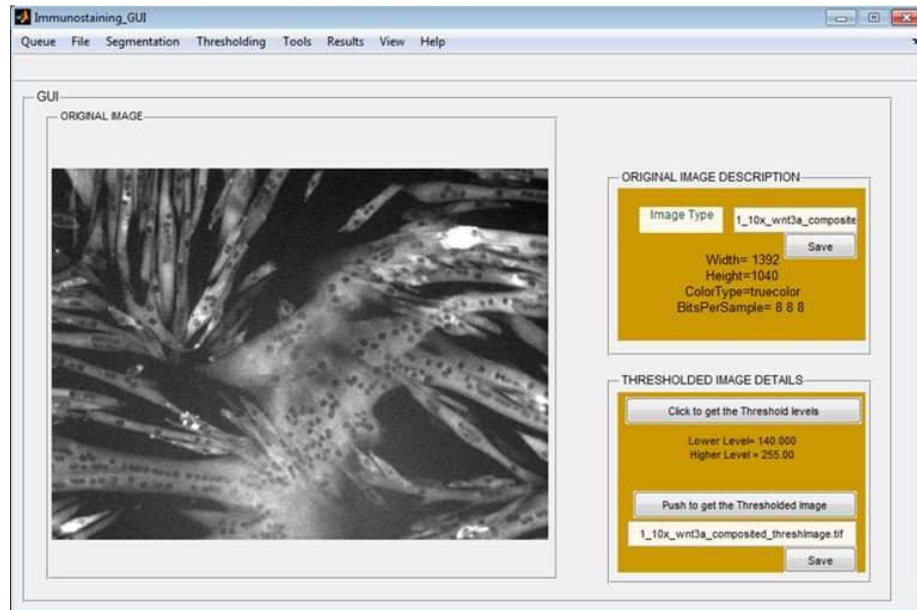 Immunostaining_GUI
Queue File Segmentation Thresholding Tools Results View Help
GUI
ORIGINAL IMAGE
ORIGINAL IMAGE DESCRIPTION
Image Type
1_10x_wnt3a_composite
Save
Width= 1392
Height=1040
ColorType=truecolor
BitsPerSample= 8 8 8
THRESHOLDED IMAGE DETAILS
Click to get the Threshold levels
Lower Level= 140.000
Higher Level = 255.00
Push to get the Thresholded Image
1_10x_wnt3a_composited_threshImage.tif
Save